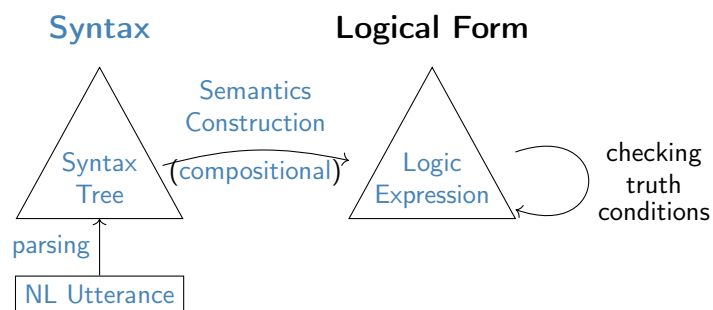 Syntax
Logical Form
Semantics
Construction
(compositional)
Syntax
Tree
Logic
Expression
checking
truth
conditions
parsing
NL Utterance